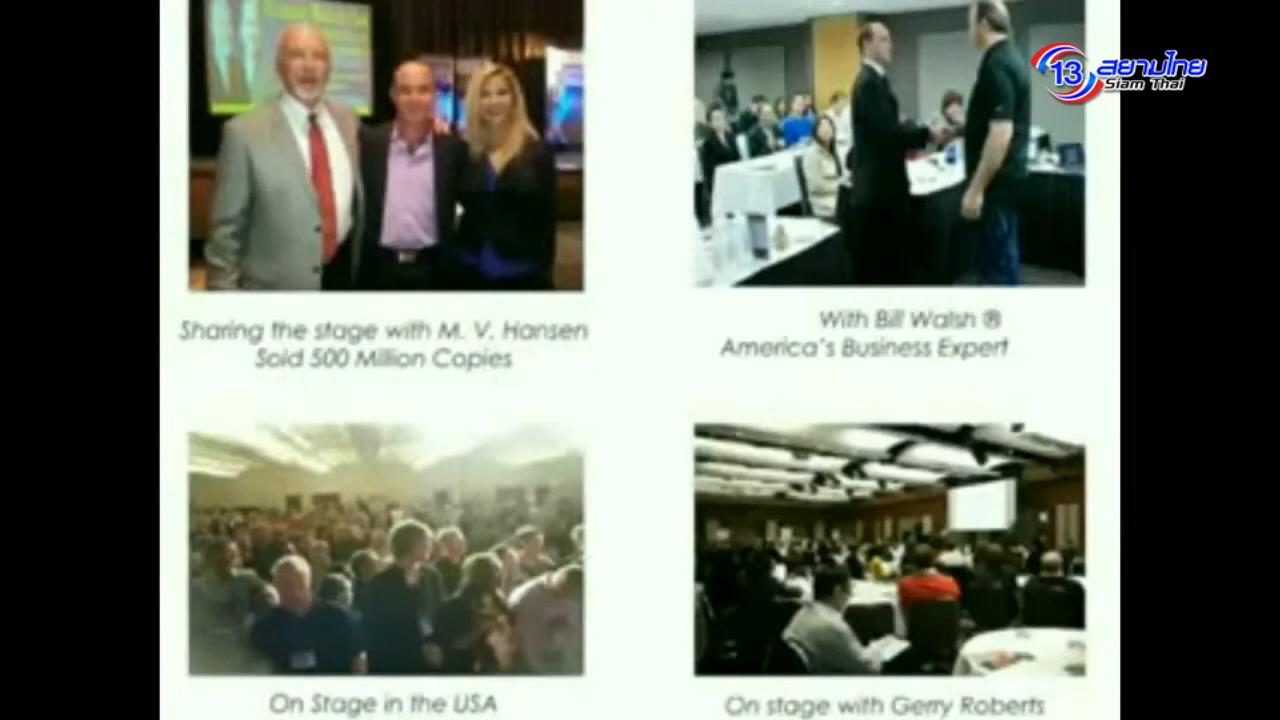 13
สยามไทย
Siam Thai
Sharing the stage with M. V. Hansen
Sold 500 Million Copies
With Bill Walsh ®
America's Business Expert
On Stage in the USA
On stage with Gerry Roberts